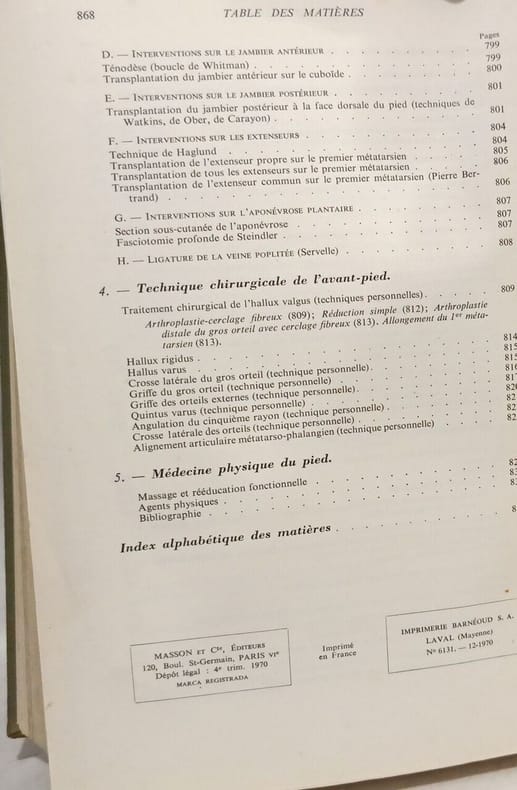 868 TABLE DES MATIÈRES
Pages
D. — INTERVENTIONS SUR LE JAMBIER ANTÉRIEUR . . . . . . . . 799
Ténodèse (boucle de Whitman) . . . . . . . . 799
Transplantation du jambier antérieur sur le cuboïde . . . . . . . . 800
E. — INTERVENTIONS SUR LE JAMBIER POSTÉRIEUR . . . . . . . . 801
Transplantation du jambier postérieur à la face dorsale du pied (techniques de
Watkins, de Ober, de Carayon) . . . . . . . . 801
F. — INTERVENTIONS SUR LES EXTENSEURS . . . . . . . . 804
Technique de Haglund . . . . . . . . 804
Transplantation de l'extenseur propre sur le premier métatarsien . . . . . 805
Transplantation de tous les extenseurs sur le premier métatarsien . . . . . 806
Transplantation de l'extenseur commun sur le premier métatarsien (Pierre Ber-
trand) . . . . . . . . 806
G. — INTERVENTIONS SUR L'APONÉVROSE PLANTAIRE . . . . . . . . 807
Section sous-cutanée de l'aponévrose . . . . . . . . 807
Fasciotomie profonde de Steindler . . . . . . . . 807
H. — LIGATURE DE LA VEINE POPLITÉE (Servelle) . . . . . . . . 808
4. — Technique chirurgicale de l'avant-pied.
Traitement chirurgical de l'hallux valgus (techniques personnelles) . . . . . 809
Arthroplastie-cerclage fibreux (809); Réduction simple (812); Arthroplastie
distale du gros orteil avec cerclage fibreux (813). Allongement du 1er méta-
tarsien (813).
Hallux rigidus . . . . . . . . 814
Hallux varus . . . . . . . .
Crosse latérale du gros orteil (technique personnelle) . . . . . . . .
Griffe du gros orteil (technique personnelle) . . . . . . . .
Griffe des orteils externes (technique personnelle) . . . . . . . .
Quintus varus (technique personnelle) . . . . . . . .
Angulation du cinquième rayon (technique personnelle) . . . . . . . .
Crosse latérale des orteils (technique personnelle) . . . . . . . .
Alignement articulaire métatarso-phalangien (technique personnelle) . . . . .
5. — Médecine physique du pied.
Massage et rééducation fonctionnelle . . . . . . . .
Agents physiques . . . . . . . .
Bibliographie . . . . . . . .
Index alphabétique des matières . . . . . . . .
MASSON ET Cie, ÉDITEURS
120, Boul. St-Germain, PARIS VIe
Dépôt légal : 4e trim. 1970
MARCA REGISTRADA
Imprimé
en France
IMPRIMERIE BARNÉOUD S. A.
LAVAL (Mayenne)
No 6131. — 12-1970